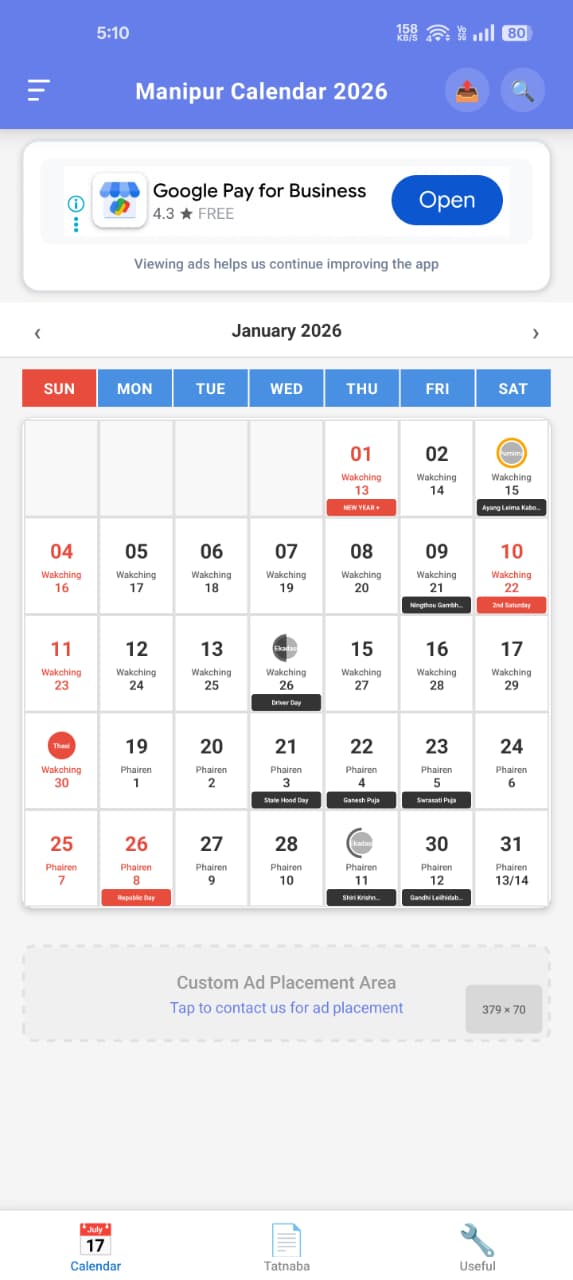 5:10
158 KB/S 4 Vo 5G 80
Manipur Calendar 2026
Google Pay for Business
4.3 ★ FREE
Open
Viewing ads helps us continue improving the app
‹ January 2026 ›
SUN MON TUE WED THU FRI SAT
01 02
Wakching Wakching Wakching
13 14 15
NEW YEAR + Ayang Leima Kabo...
04 05 06 07 08 09 10
Wakching Wakching Wakching Wakching Wakching Wakching Wakching
16 17 18 19 20 21 22
Ningthou Gambh... 2nd Saturday
11 12 13 Ekadasi 15 16 17
Wakching Wakching Wakching Wakching Wakching Wakching Wakching
23 24 25 26 27 28 29
Driver Day
Thasi 19 20 21 22 23 24
Wakching Phairen Phairen Phairen Phairen Phairen Phairen
30 1 2 3 4 5 6
State Hood Day Ganesh Puja Swrasati Puja
25 26 27 28 Ekadasi 30 31
Phairen Phairen Phairen Phairen Phairen Phairen Phairen
7 8 9 10 11 12 13/14
Republic Day Shiri Krishn... Gandhi Leihidab...
Custom Ad Placement Area
Tap to contact us for ad placement
379 × 70
July
17
Calendar Tatnaba Useful